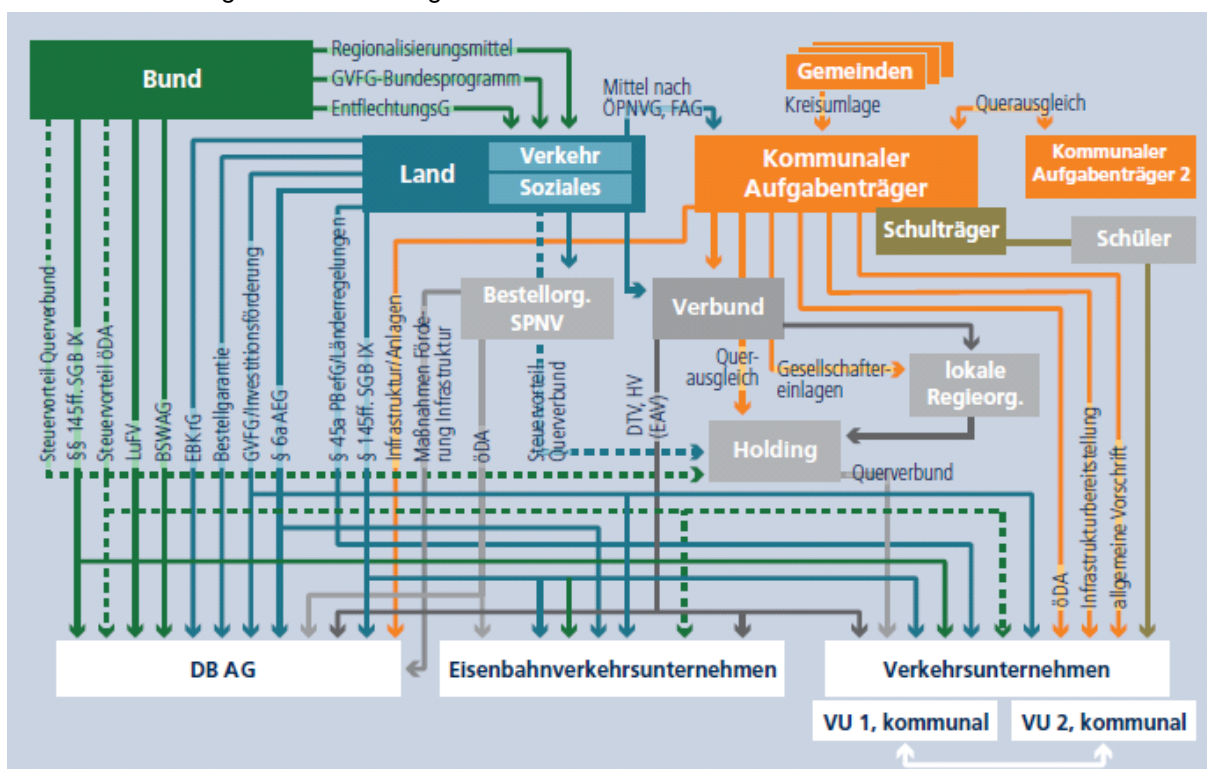 Bund
Regionalisierungsmittel
GVFG-Bundesprogramm
EntflechtungsG
Mittel nach
ÖPNVG, FAG
Gemeinden
Kreisumlage
Querausgleich
Land
Verkehr
Soziales
Kommunaler
Aufgabenträger
Kommunaler
Aufgabenträger 2
Schulträger
Schüler
Bestellorg.
SPNV
Verbund
Quer-
ausgleich
Gesellschafter-
einlagen
lokale
Regieorg.
Holding
Querverbund
Steuervorteil Querverbund
§§ 145ff. SGB IX
Steuervorteil öDA
LuFV
BSWAG
EBKrG
Bestellgarantie
GVFG/Investitionsförderung
§ 6a AEG
§ 45a PBefG/Länderregelungen
§ 145ff. SGB IX
Infrastruktur/Anlagen
Maßnahmen Förde-
rung Infrastruktur
öDA
Steuervorteil
Querverbund
DTV, HV
(EAV)
öDA
Infrastrukturbereitstellung
allgemeine Vorschrift
DB AG
Eisenbahnverkehrsunternehmen
Verkehrsunternehmen
VU 1, kommunal
VU 2, kommunal